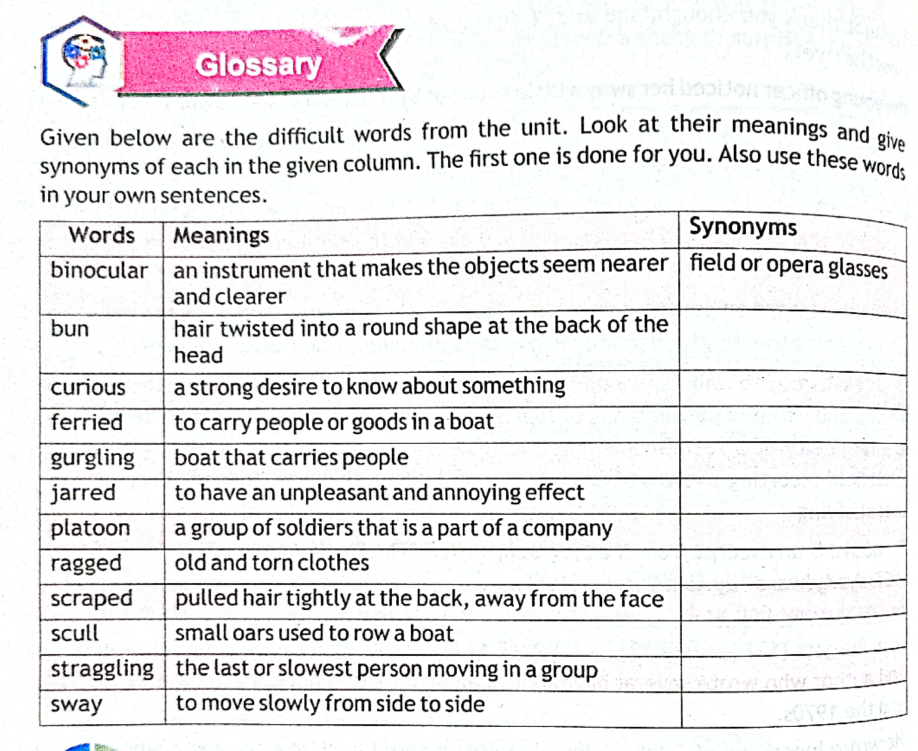 Glossary
Given below are the difficult words from the unit. Look at their meanings and give
synonyms of each in the given column. The first one is done for you. Also use these words
in your own sentences.
Words Meanings Synonyms
binocular an instrument that makes the objects seem nearer field or opera glasses
and clearer
bun hair twisted into a round shape at the back of the
head
curious a strong desire to know about something
ferried to carry people or goods in a boat
gurgling boat that carries people
jarred to have an unpleasant and annoying effect
platoon a group of soldiers that is a part of a company
ragged old and torn clothes
scraped pulled hair tightly at the back, away from the face
scull small oars used to row a boat
straggling the last or slowest person moving in a group
sway to move slowly from side to side